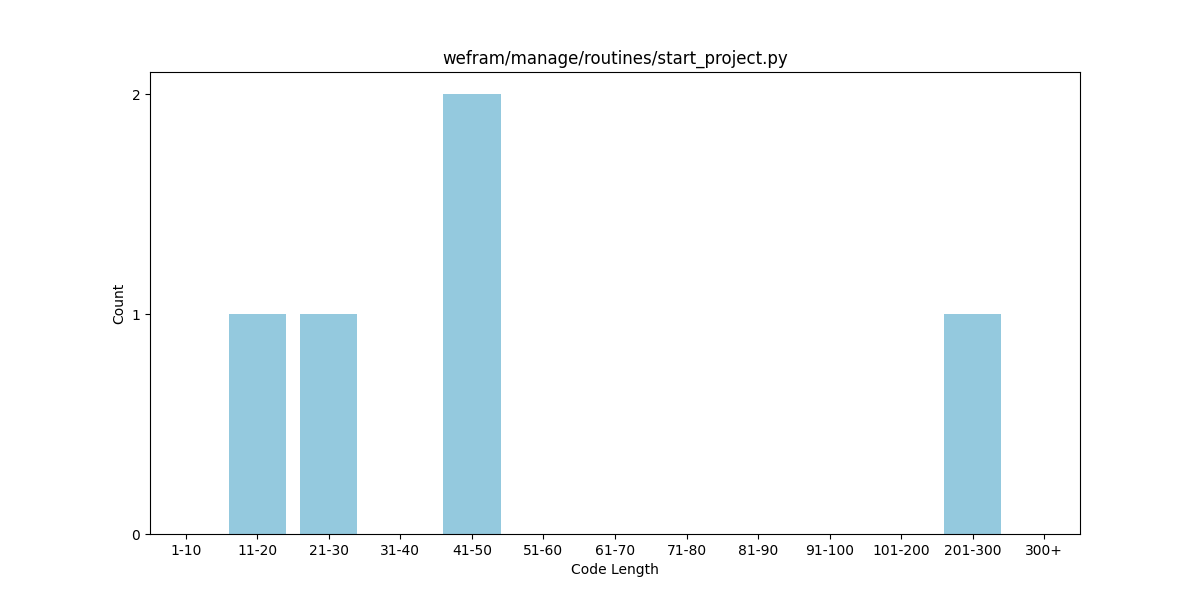 wefram/manage/routines/start_project.py
Count
2
1
0
1-10 11-20 21-30 31-40 41-50 51-60 61-70 71-80 81-90 91-100 101-200 201-300 300+
Code Length